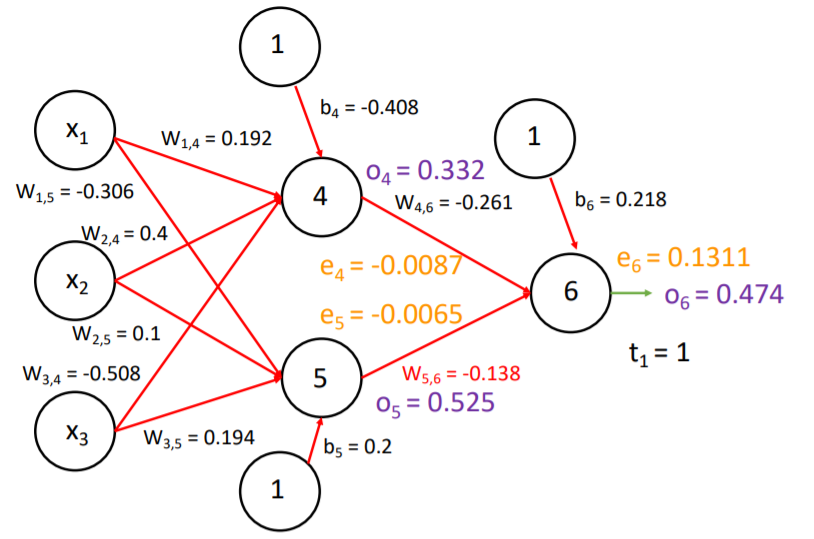 1
b₄ = -0.408
x₁
W₁,₄ = 0.192
1
o₄ = 0.332
W₁,₅ = -0.306
4
W₄,₆ = -0.261
b₆ = 0.218
W₂,₄ = 0.4
x₂
e₄ = -0.0087
e₆ = 0.1311
6
o₆ = 0.474
e₅ = -0.0065
W₂,₅ = 0.1
t₁ = 1
W₃,₄ = -0.508
5
W₅,₆ = -0.138
o₅ = 0.525
x₃
W₃,₅ = 0.194
b₅ = 0.2
1